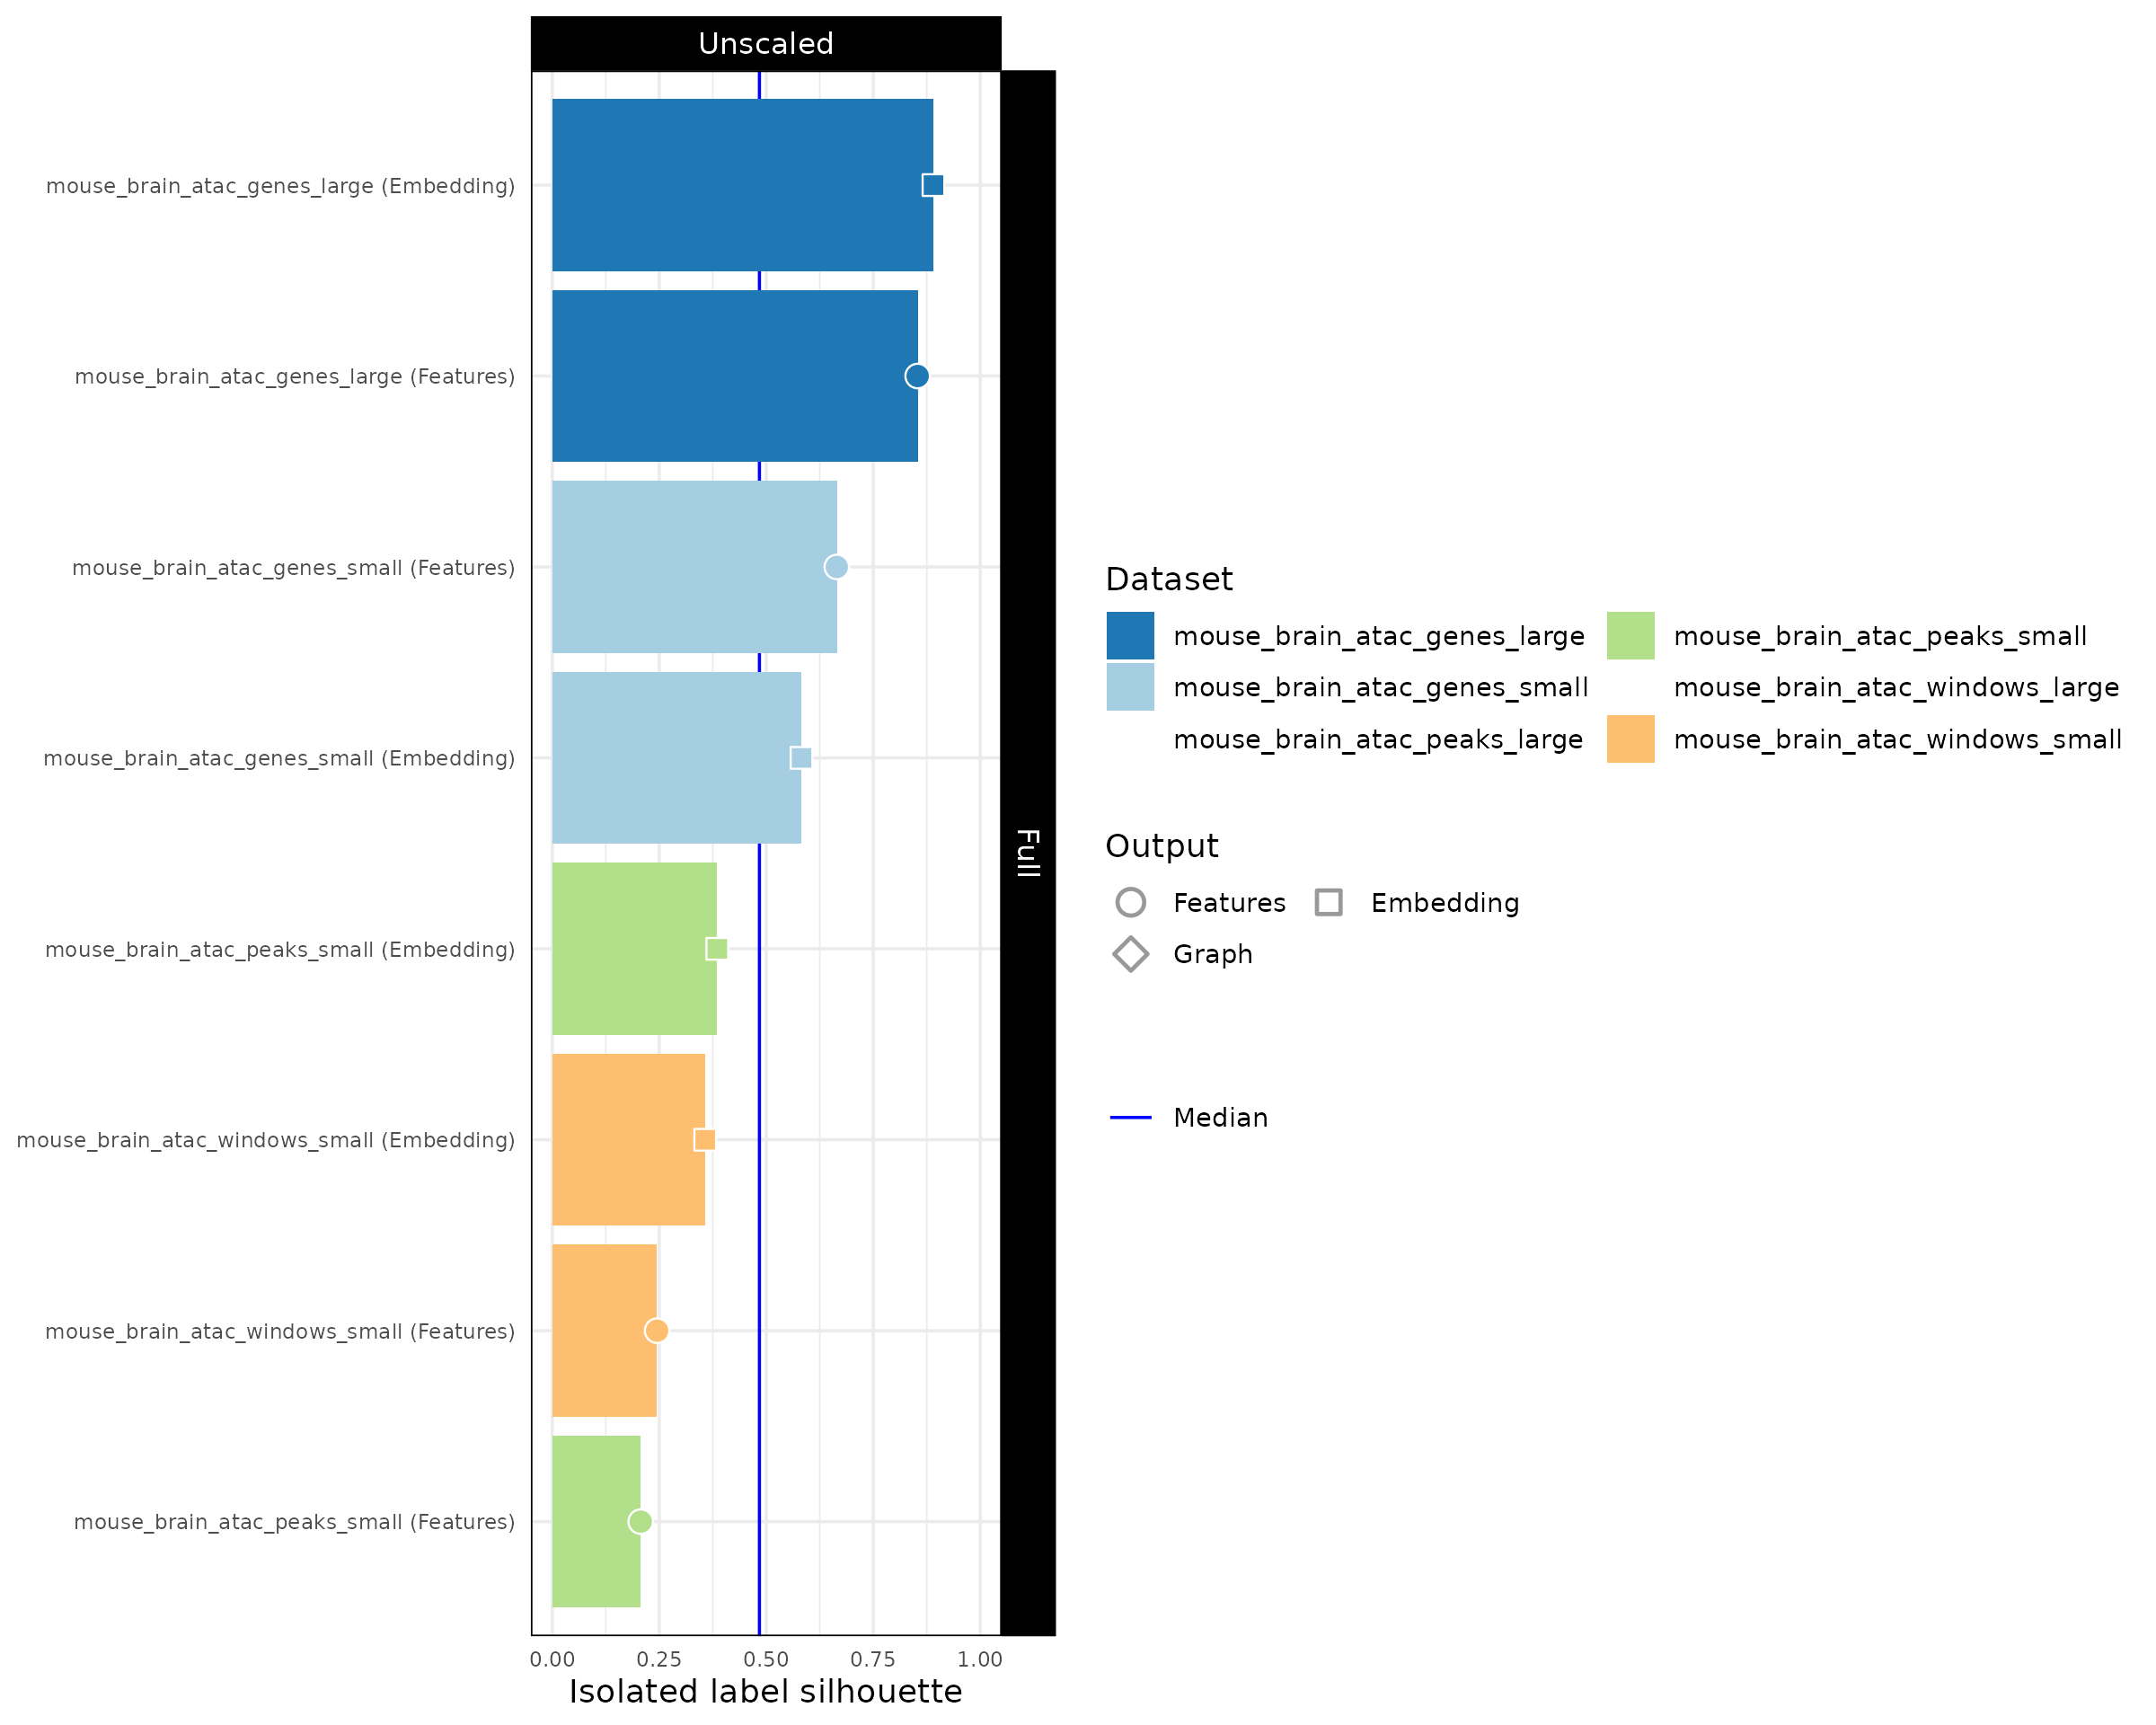 Unscaled
mouse_brain_atac_genes_large (Embedding)
mouse_brain_atac_genes_large (Features)
mouse_brain_atac_genes_small (Features)
mouse_brain_atac_genes_small (Embedding)
mouse_brain_atac_peaks_small (Embedding)
mouse_brain_atac_windows_small (Embedding)
mouse_brain_atac_windows_small (Features)
mouse_brain_atac_peaks_small (Features)
0.00 0.25 0.50 0.75 1.00
Isolated label silhouette
Full
Dataset
mouse_brain_atac_genes_large mouse_brain_atac_peaks_small
mouse_brain_atac_genes_small mouse_brain_atac_windows_large
mouse_brain_atac_peaks_large mouse_brain_atac_windows_small
Output
Features Embedding
Graph
Median